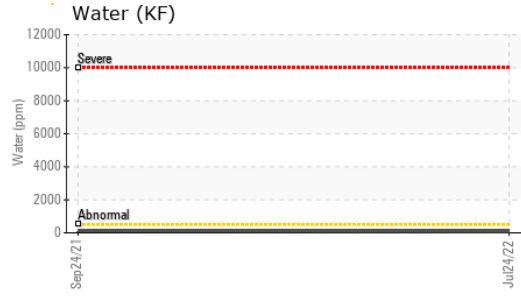 Water (KF)
12000
Severe
10000
8000
6000
4000
2000
Abnormal
0
Water (ppm)
Sep24/21
Jul24/22